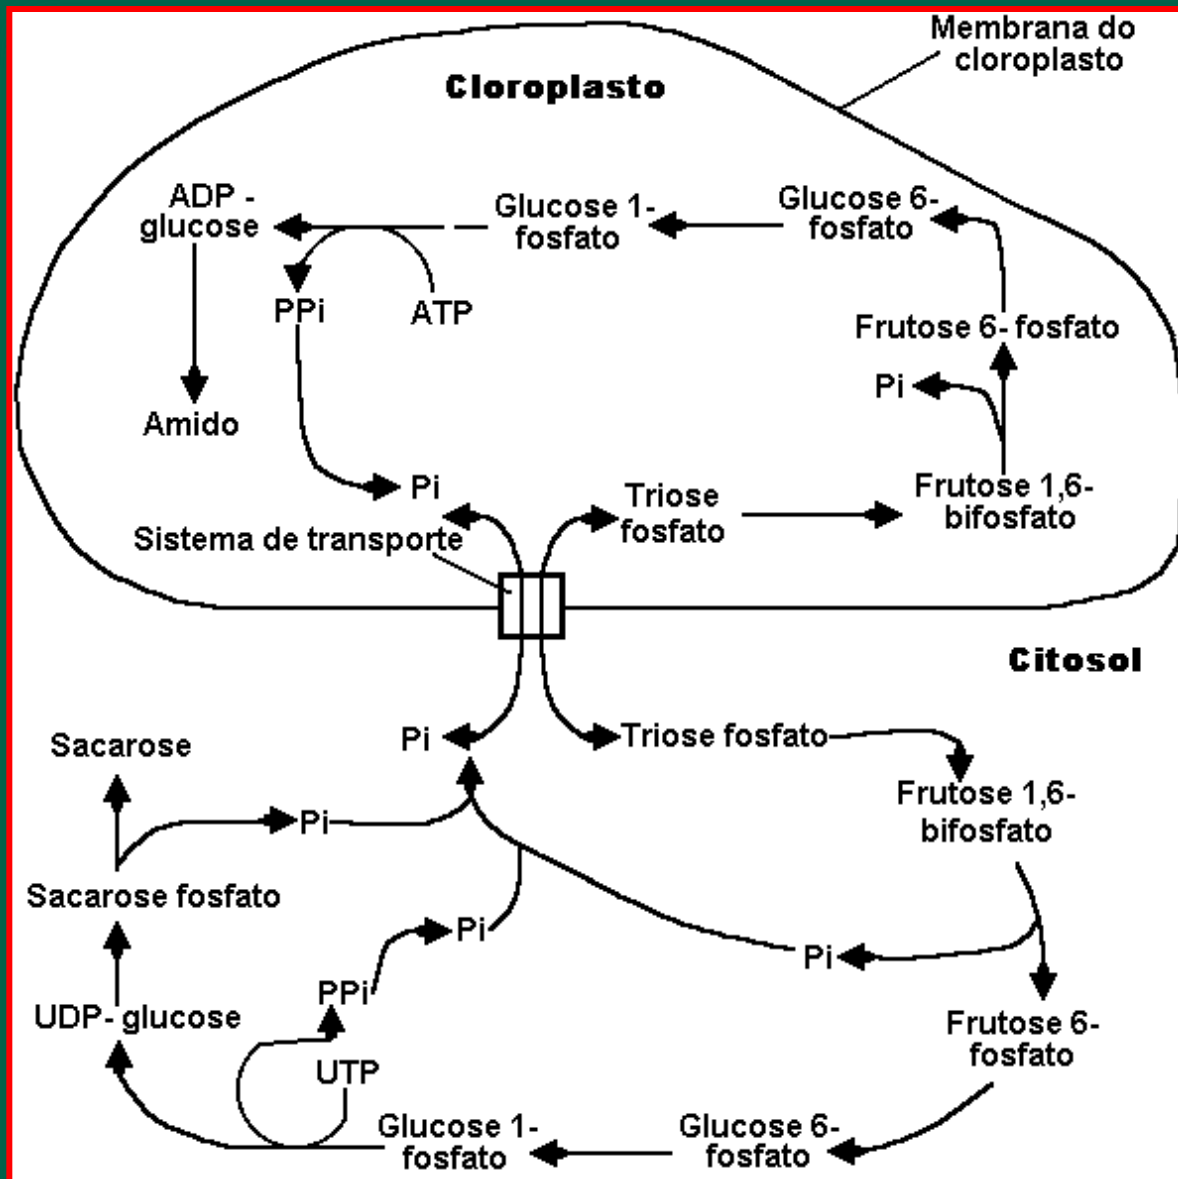 Membrana do
cloroplasto
Cloroplasto
ADP -
glucose
Glucose 1-
fosfato
Glucose 6-
fosfato
PPi
ATP
Frutose 6- fosfato
Pi
Amido
Pi
Triose
fosfato
Frutose 1,6-
bifosfato
Sistema de transporte
Citosol
Sacarose
Pi
Triose fosfato
Frutose 1,6-
bifosfato
Pi
Sacarose fosfato
Pi
Pi
PPi
UDP- glucose
Frutose 6-
fosfato
UTP
Glucose 1-
fosfato
Glucose 6-
fosfato